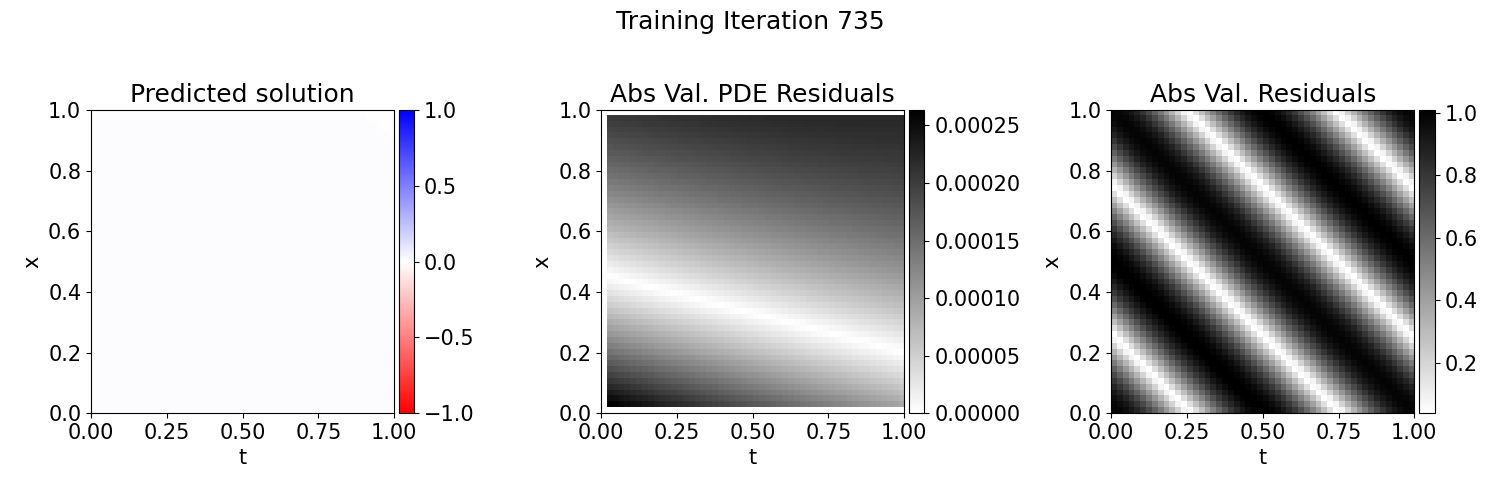 Training Iteration 735
Predicted solution
1.0
0.8
0.6
0.4
0.2
0.0
x
0.00 0.25 0.50 0.75 1.00
t
1.0
0.5
0.0
−0.5
−1.0
Abs Val. PDE Residuals
1.0
0.8
0.6
0.4
0.2
0.0
x
0.00 0.25 0.50 0.75 1.00
t
0.00025
0.00020
0.00015
0.00010
0.00005
0.00000
Abs Val. Residuals
1.0
0.8
0.6
0.4
0.2
0.0
x
0.00 0.25 0.50 0.75 1.00
t
1.0
0.8
0.6
0.4
0.2